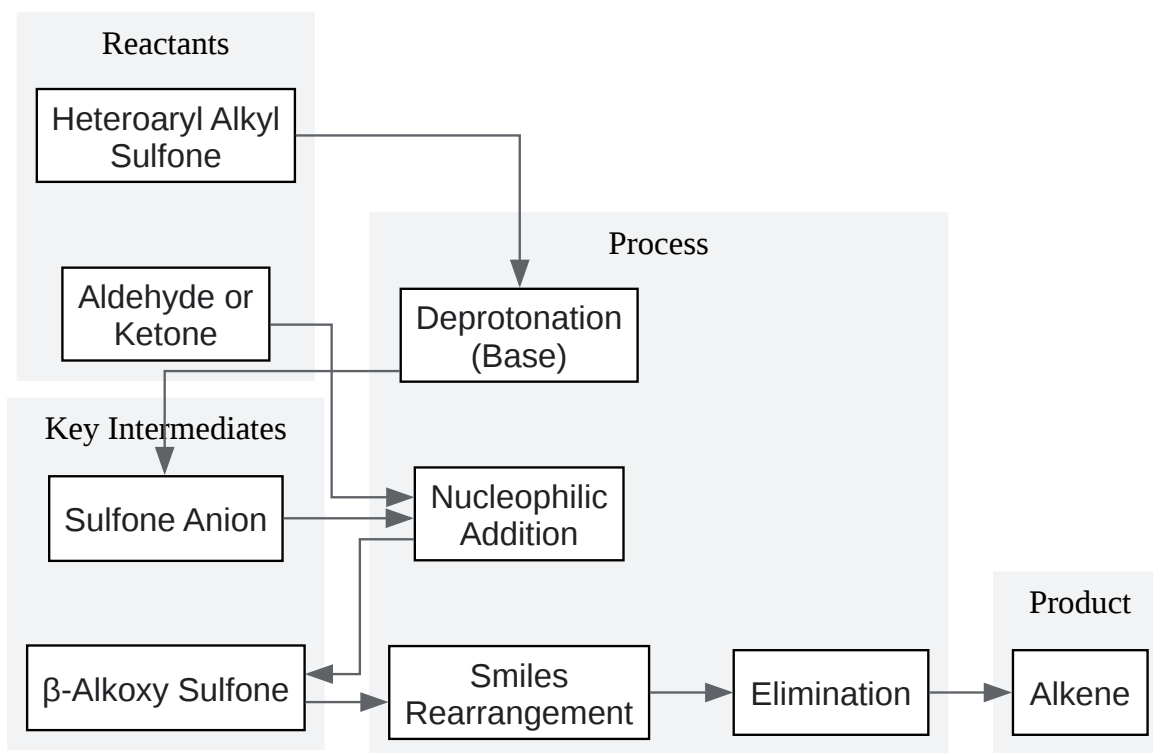 Reactants
Heteroaryl Alkyl
Sulfone
Aldehyde or
Ketone
Process
Deprotonation
(Base)
Key Intermediates
Sulfone Anion
Nucleophilic
Addition
β-Alkoxy Sulfone
Smiles
Rearrangement
Elimination
Product
Alkene